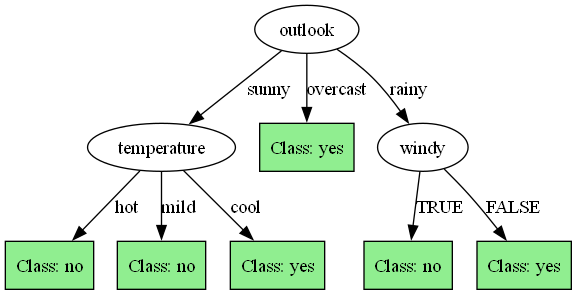 outlook
sunny
overcast
rainy
temperature
Class: yes
windy
hot
mild
cool
TRUE
FALSE
Class: no
Class: no
Class: yes
Class: no
Class: yes